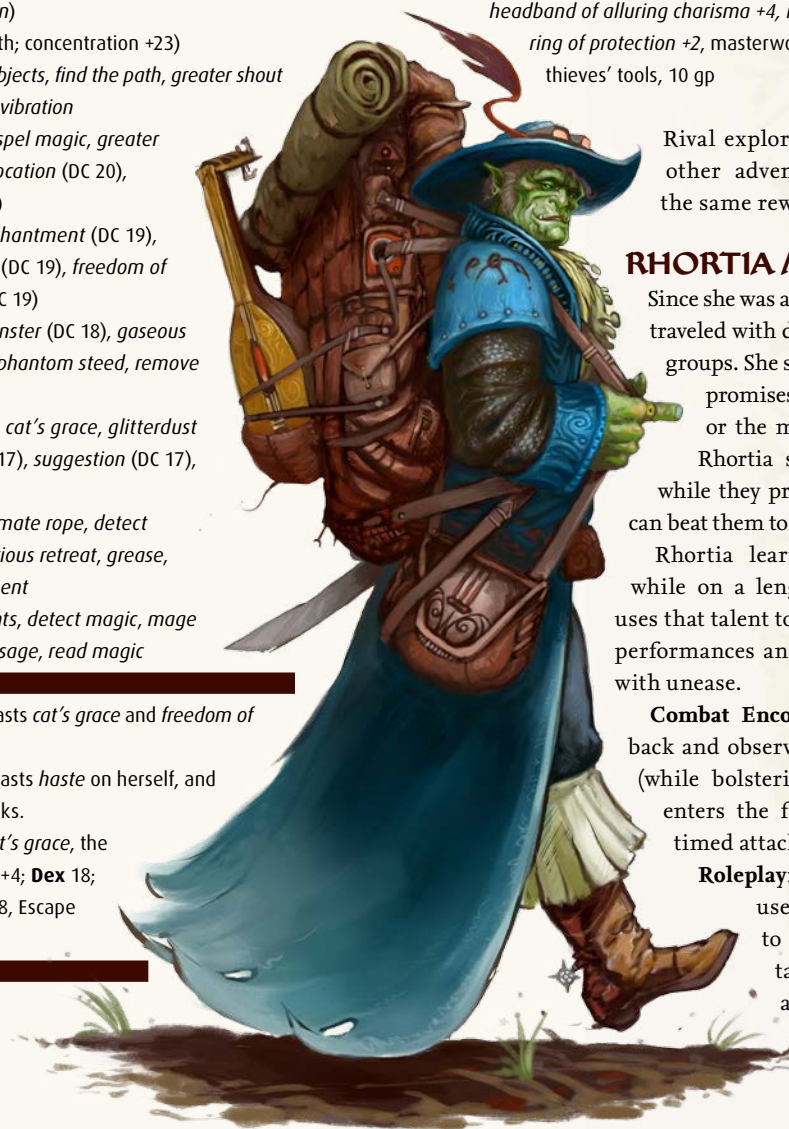 n)
th; concentration +23)
bjects, find the path, greater shout
vibration
spel magic, greater
ocation (DC 20),
)
hantment (DC 19),
(DC 19), freedom of
C 19)
nster (DC 18), gaseous
phantom steed, remove
cat's grace, glitterdust
17), suggestion (DC 17),
mate rope, detect
ious retreat, grease,
ent
ts, detect magic, mage
sage, read magic
asts cat's grace and freedom of
asts haste on herself, and
ks.
t's grace, the
+4; Dex 18;
8, Escape
headband of alluring charisma +4,
ring of protection +2, masterwo
thieves' tools, 10 gp
Rival explor
other adven
the same rew
RHORTIA
Since she was a
traveled with d
groups. She s
promises
or the m
Rhortia s
while they pr
can beat them to
Rhortia lear
while on a leng
uses that talent to
performances an
with unease.
Combat Enco
back and observ
(while bolsteri
enters the f
timed attac
Roleplay
use
to
ta
a